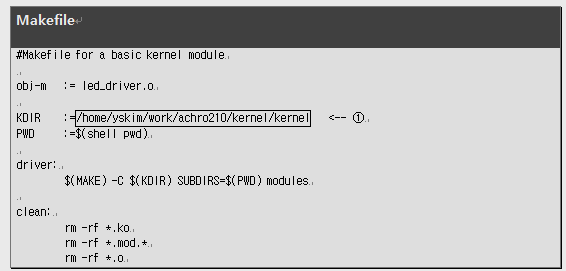 Makefile
#Makefile for a basic kernel module
obj-m := led_driver.o
KDIR :=/home/yskim/work/achro210/kernel/kernel <-- ①
PWD :=$(shell pwd)
driver:
$(MAKE) -C $(KDIR) SUBDIRS=$(PWD) modules
clean:
rm -rf *.ko
rm -rf *.mod.*
rm -rf *.o